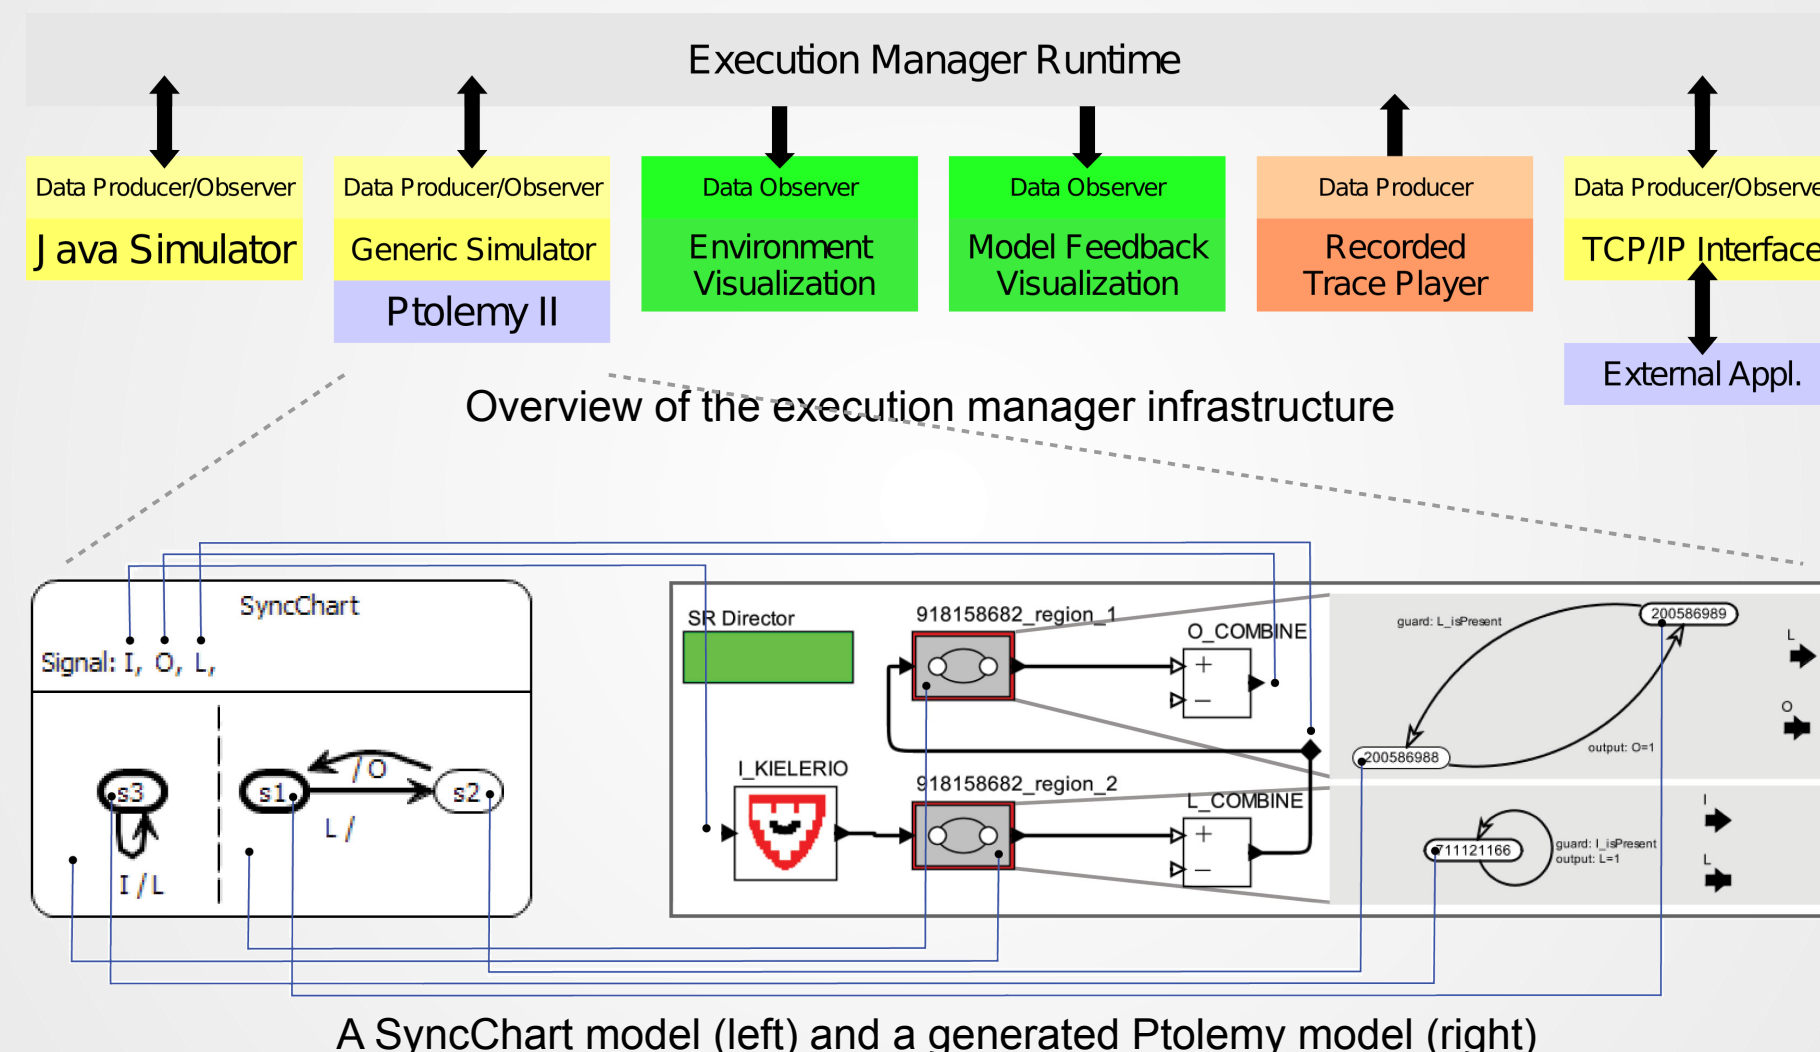 Execution Manager Runtime
Data Producer/Observer
Java Simulator
Data Producer/Observer
Generic Simulator
Ptolemy II
Data Observer
Environment
Visualization
Data Observer
Model Feedback
Visualization
Data Producer
Recorded
Trace Player
Data Producer/Observe
TCP/IP Interface
External Appl.
Overview of the execution manager infrastructure
SyncChart
Signal: I, O, L,
s3
I / L
s1
/ O
s2
L /
SR Director
918158682_region_1
O_COMBINE
+
−
I_KIELERIO
918158682_region_2
L_COMBINE
+
−
guard: L_isPresent
200586989
200586988
output: O=1
L
O
711121166
guard: I_isPresent
output: L=1
I
L
A SyncChart model (left) and a generated Ptolemy model (right)